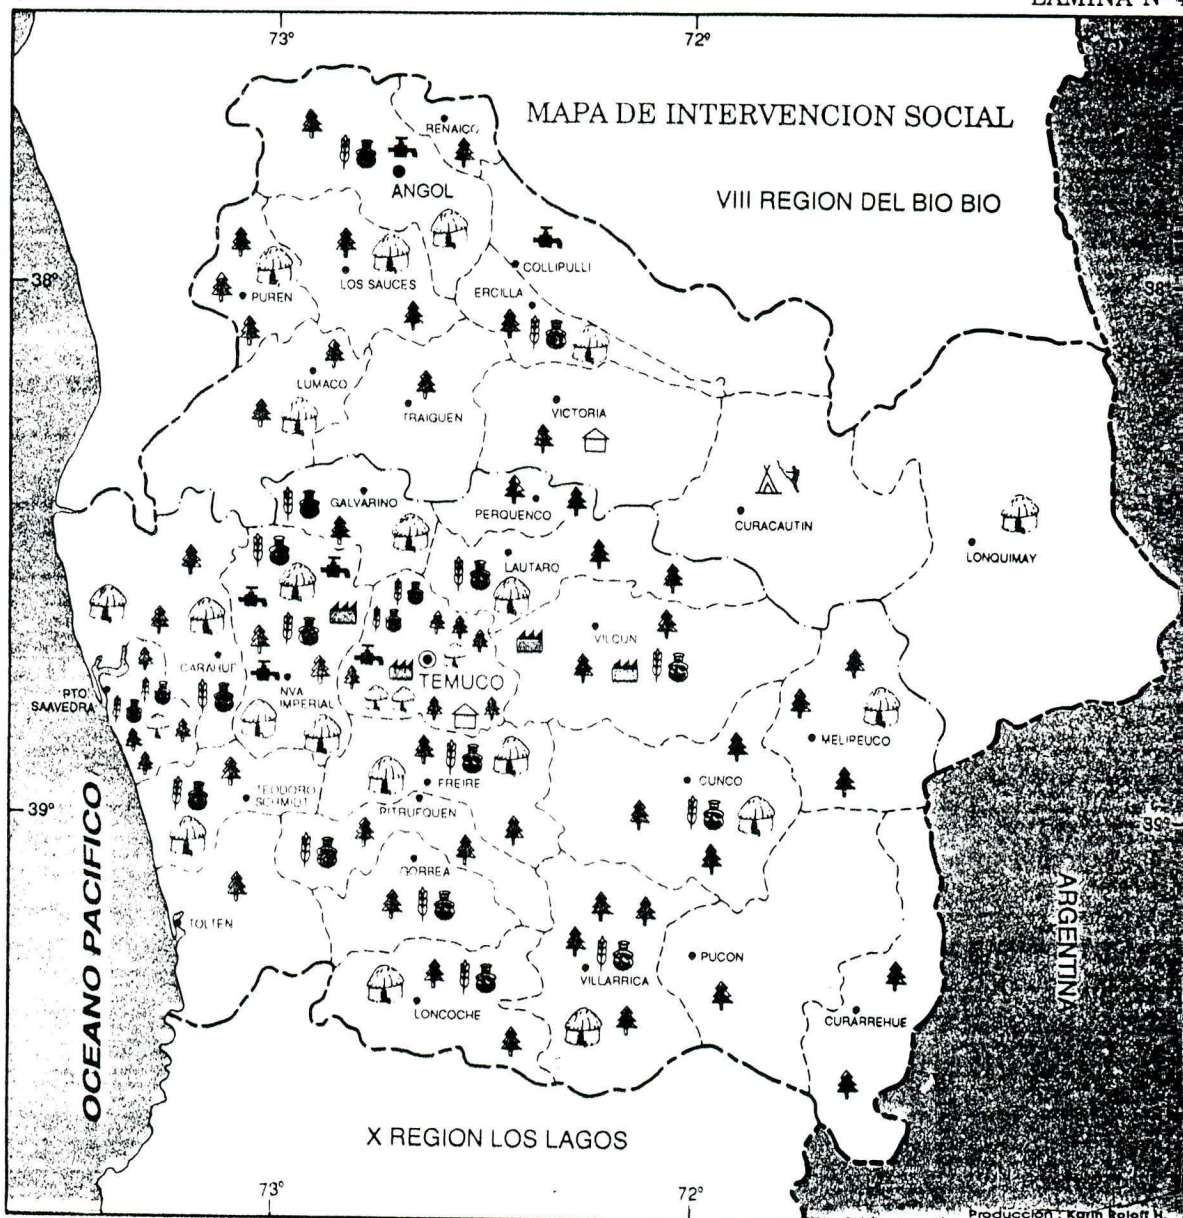 LAMINA N° 4
73°
72°
MAPA DE INTERVENCION SOCIAL
RENAICO
VIII REGION DEL BIO BIO
ANGOL
COLLIPULLI
38°
LOS SAUCES
ERCILLA
38°
PUREN
LUMACO
TRAIGUEN
VICTORIA
GALVARINO
PERQUENCO
CURACAUTIN
LONQUIMAY
LAUTARO
VILCUN
CARAHUE
TEMUCO
PTO.
SAAVEDRA
NVA
IMPERIAL
MELIPEUCO
FREIRE
CUNCO
TEODORO
SCHMIDT
PITRUFQUEN
39°
39°
GORBEA
OCEANO PACIFICO
TOLTEN
ARGENTINA
PUCON
VILLARRICA
LONCOCHE
CURARREHUE
X REGION LOS LAGOS
73°
72°
Producción : Karin